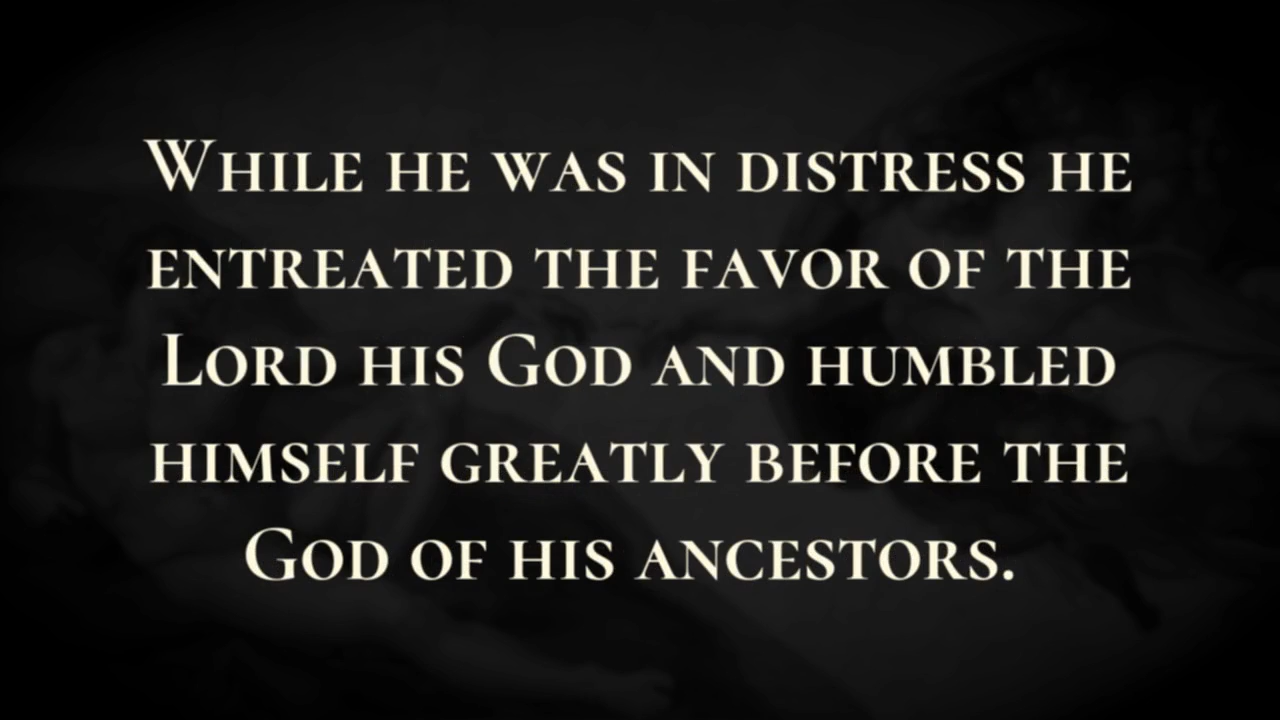 While he was in distress he
entreated the favor of the
Lord his God and humbled
himself greatly before the
God of his ancestors.